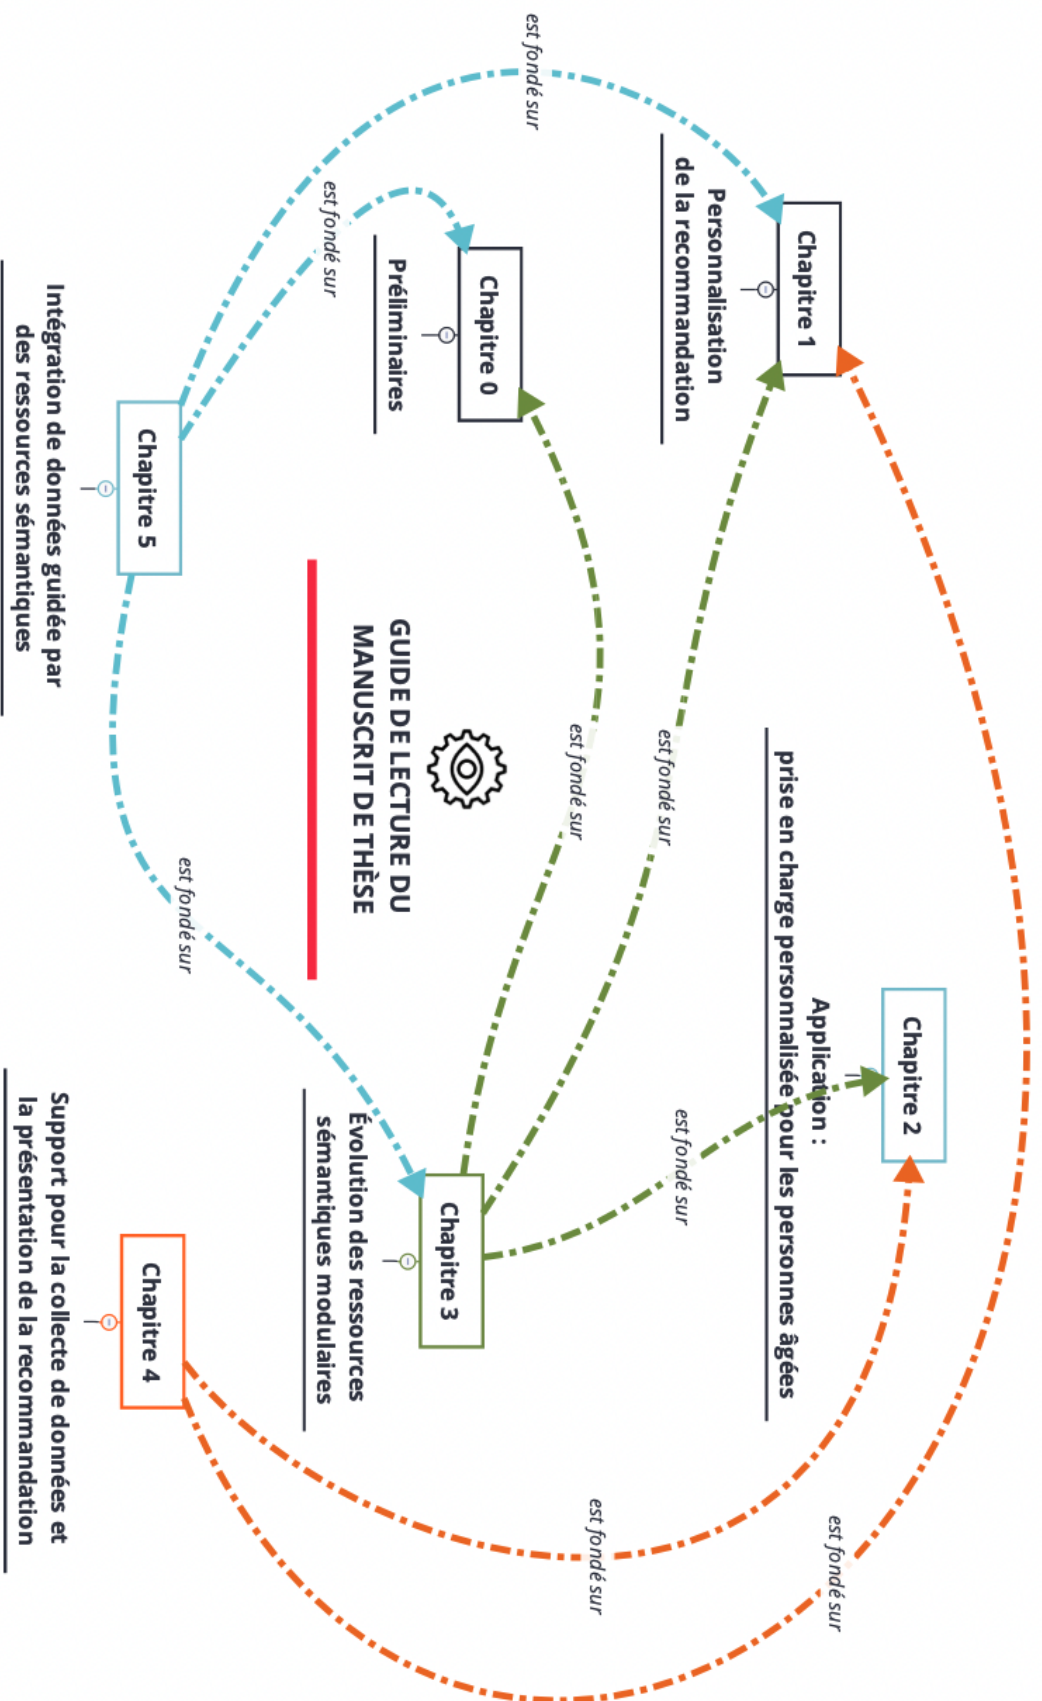 est fondé sur
Chapitre 1
Personnalisation
de la recommandation
est fondé sur
Chapitre 0
Préliminaires
Chapitre 5
Intégration de données guidée par
des ressources sémantiques
GUIDE DE LECTURE DU
MANUSCRIT DE THÈSE
est fondé sur
est fondé sur
est fondé sur
Chapitre 2
Application :
prise en charge personnalisée pour les personnes âgées
est fondé sur
Chapitre 3
Évolution des ressources
sémantiques modulaires
Chapitre 4
Support pour la collecte de données et
la présentation de la recommandation
est fondé sur
est fondé sur